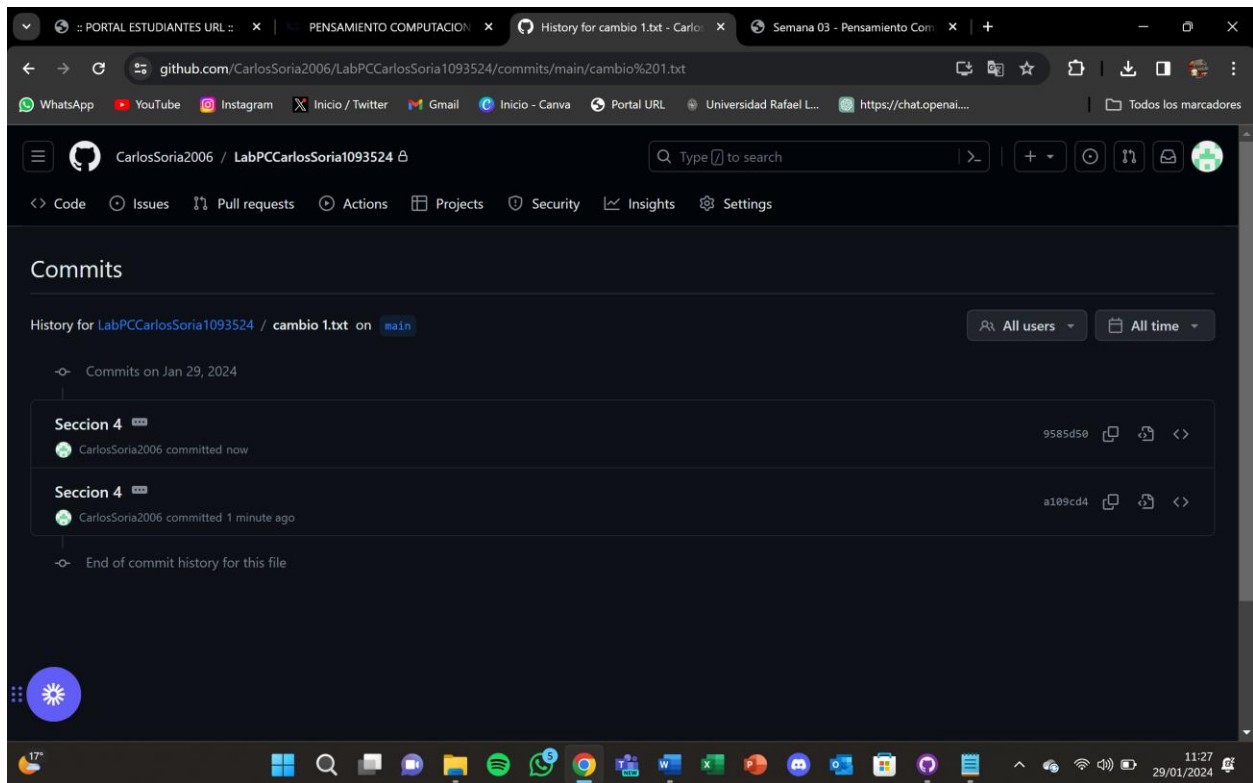 :: PORTAL ESTUDIANTES URL ::
PENSAMIENTO COMPUTACION
History for cambio 1.txt - Carlos
Semana 03 - Pensamiento Com
github.com/CarlosSoria2006/LabPCCarlosSoria1093524/commits/main/cambio%201.txt
WhatsApp YouTube Instagram Inicio / Twitter Gmail Inicio - Canva Portal URL Universidad Rafael L... https://chat.openai.... Todos los marcadores
CarlosSoria2006 / LabPCCarlosSoria1093524
Type / to search
Code Issues Pull requests Actions Projects Security Insights Settings
Commits
History for LabPCCarlosSoria1093524 / cambio 1.txt on main
All users All time
Commits on Jan 29, 2024
Seccion 4
CarlosSoria2006 committed now
9585d50
Seccion 4
CarlosSoria2006 committed 1 minute ago
a109cd4
End of commit history for this file
17°
5
NEW
11:27
29/01/2024